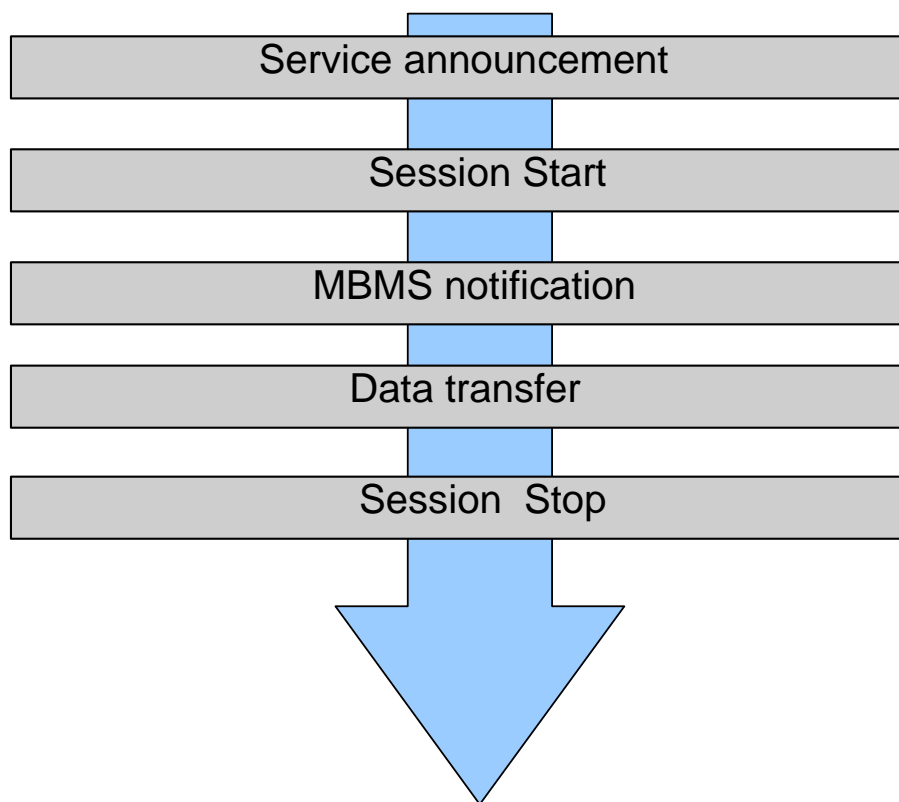 Service announcement
Session Start
MBMS notification
Data transfer
Session Stop